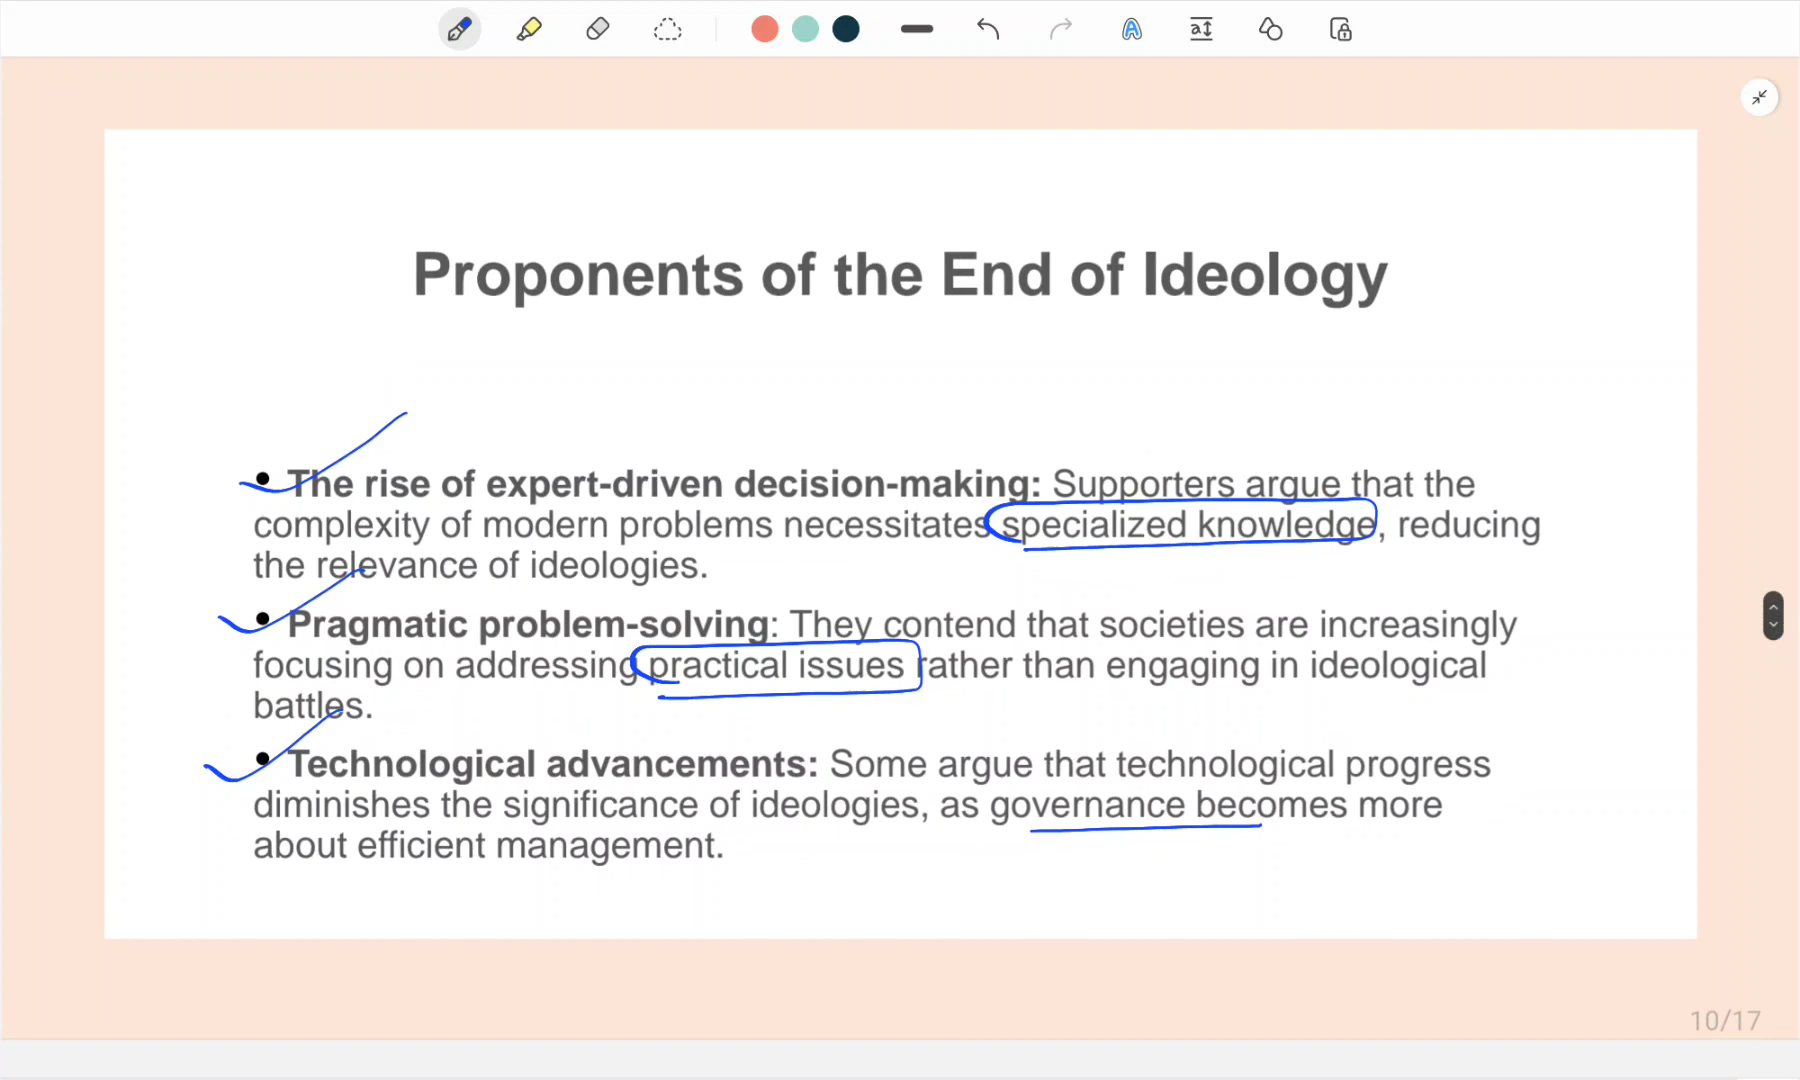 Proponents of the End of Ideology
• The rise of expert-driven decision-making: Supporters argue that the
complexity of modern problems necessitates specialized knowledge, reducing
the relevance of ideologies.
• Pragmatic problem-solving: They contend that societies are increasingly
focusing on addressing practical issues rather than engaging in ideological
battles.
• Technological advancements: Some argue that technological progress
diminishes the significance of ideologies, as governance becomes more
about efficient management.
10/17